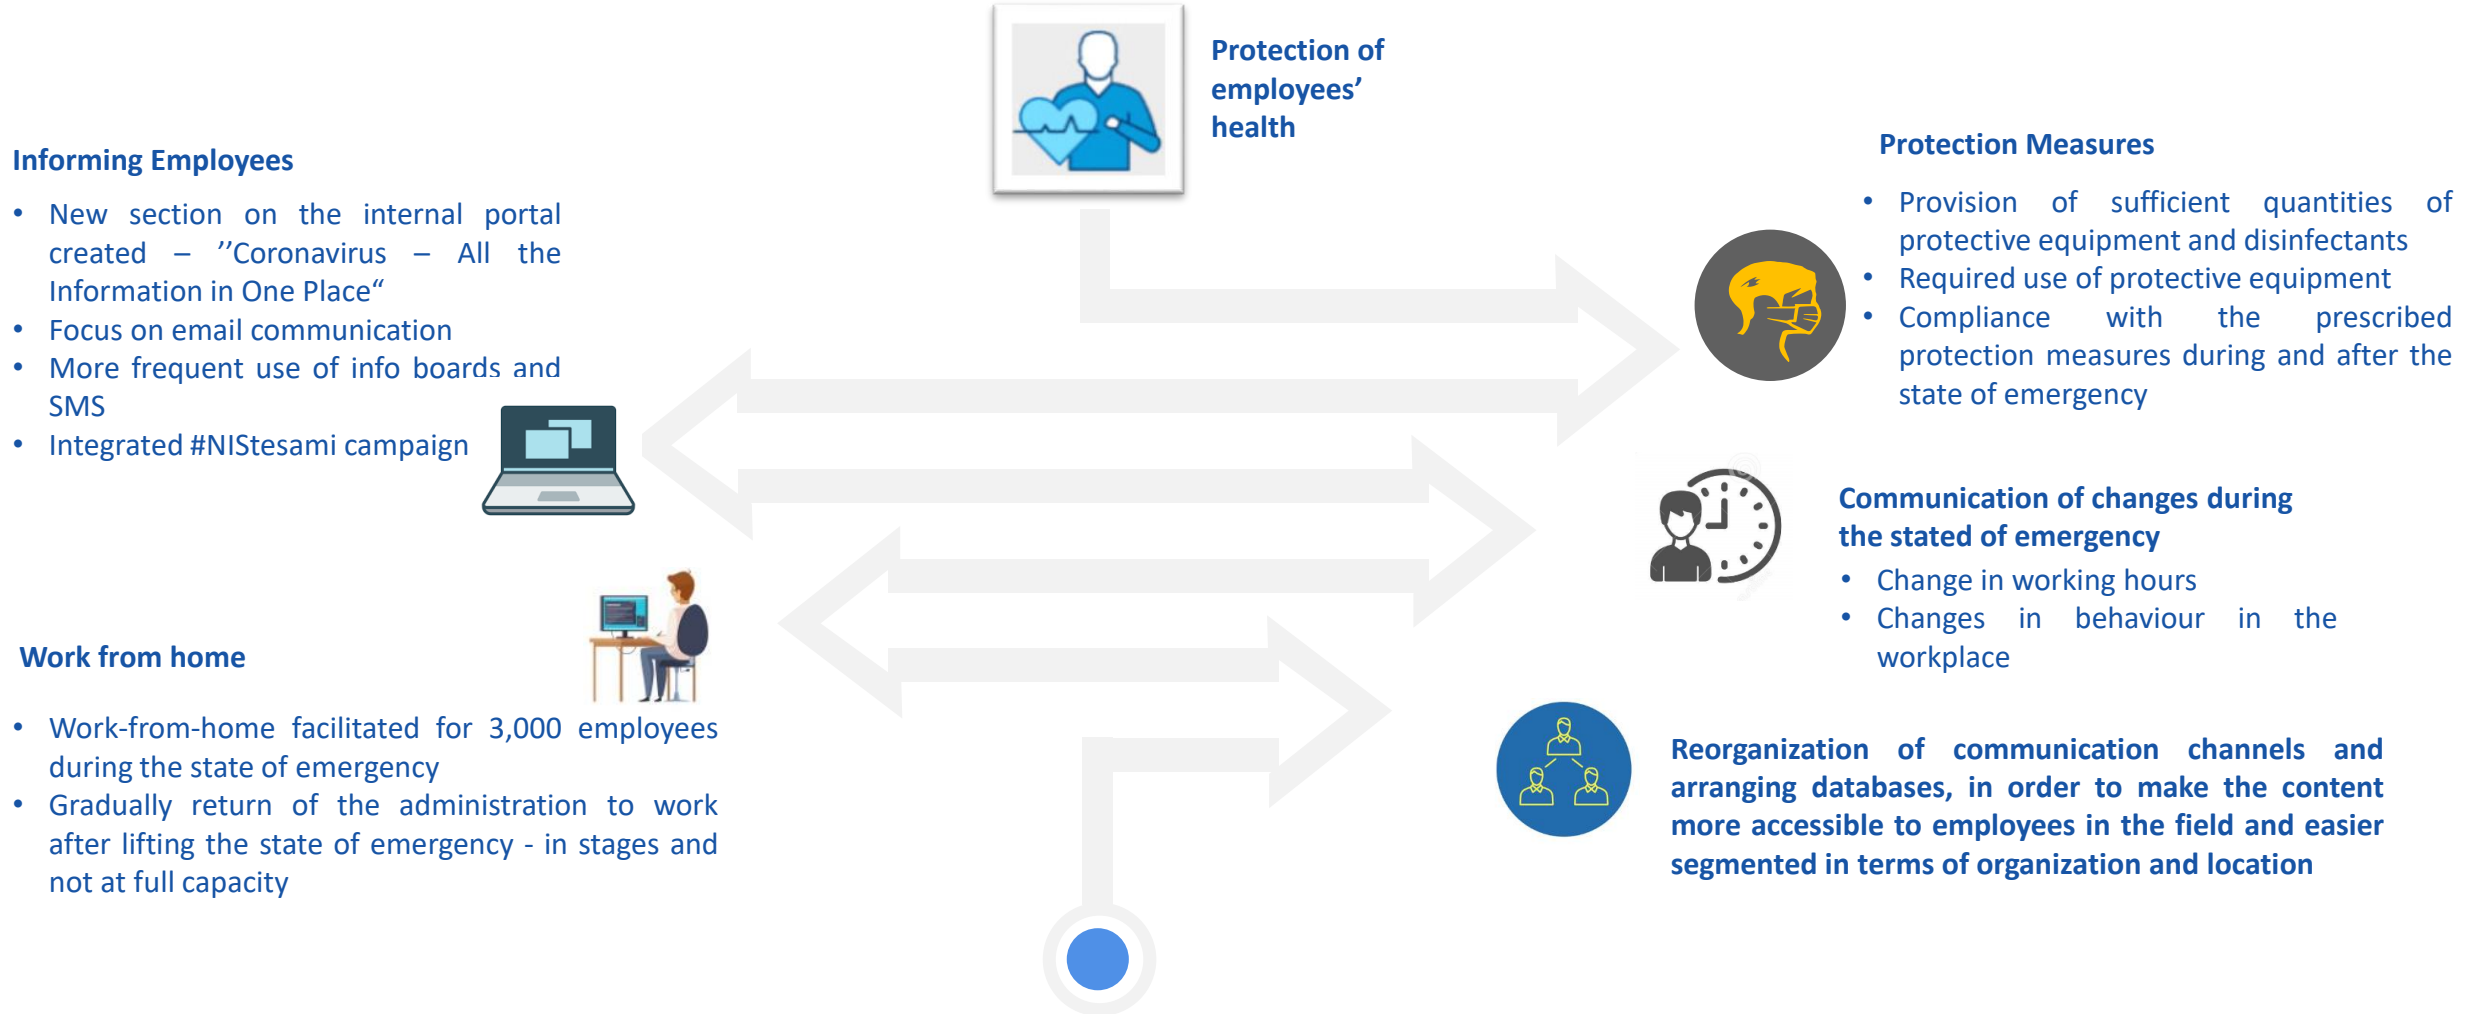 Protection of
employees’
health
Informing Employees
• New section on the internal portal
created – ’’Coronavirus – All the
Information in One Place“
• Focus on email communication
• More frequent use of info boards and
SMS
• Integrated #NIStesami campaign
Protection Measures
• Provision of sufficient quantities of
protective equipment and disinfectants
• Required use of protective equipment
• Compliance with the prescribed
protection measures during and after the
state of emergency
Communication of changes during
the stated of emergency
• Change in working hours
• Changes in behaviour in the
workplace
Work from home
• Work-from-home facilitated for 3,000 employees
during the state of emergency
• Gradually return of the administration to work
after lifting the state of emergency - in stages and
not at full capacity
Reorganization of communication channels and
arranging databases, in order to make the content
more accessible to employees in the field and easier
segmented in terms of organization and location